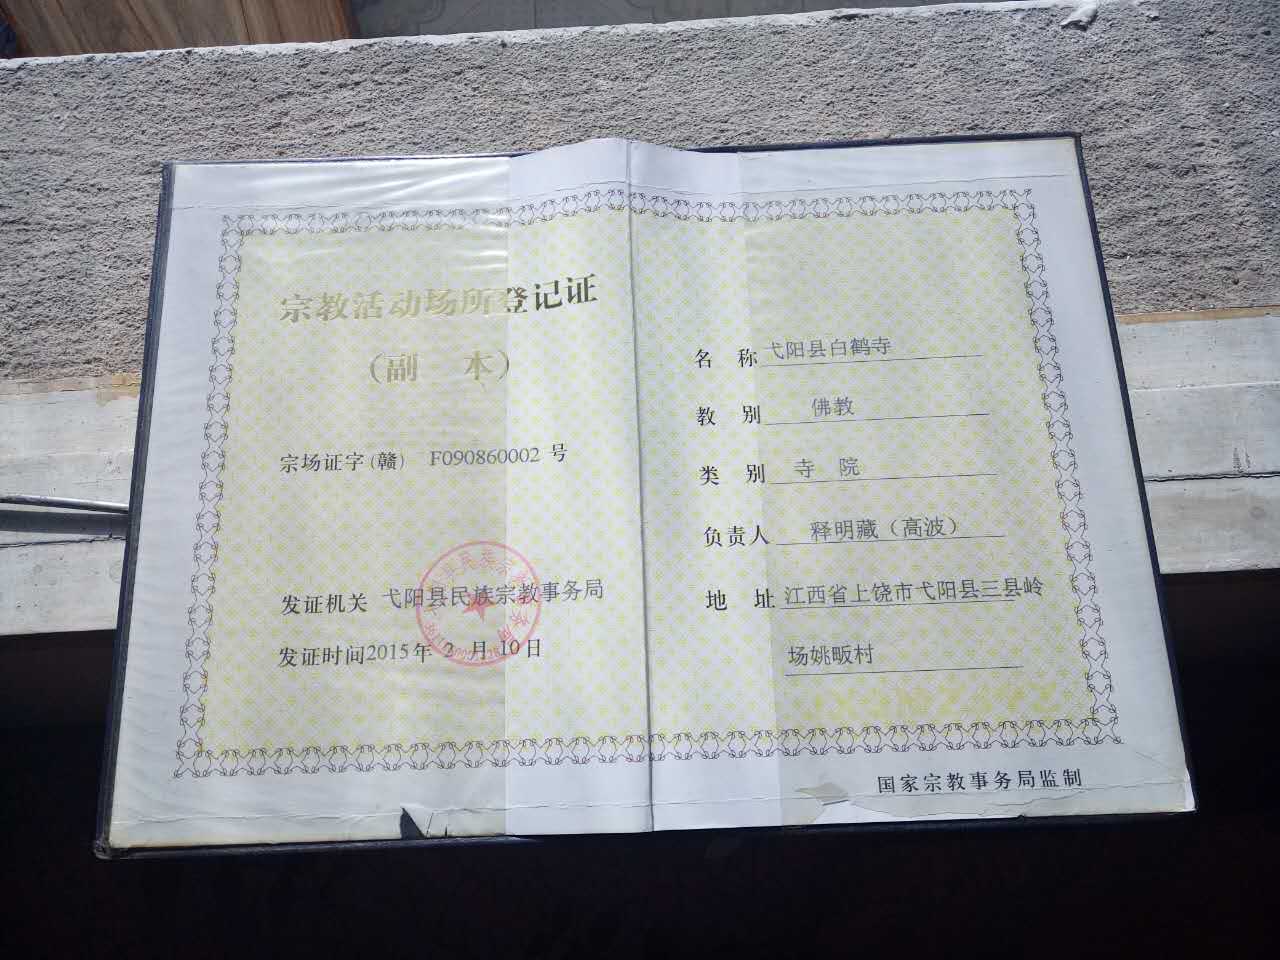 宗教活动场所登记证
（副 本）
宗场证字（赣） F090860002 号
发证机关 弋阳县民族宗教事务局
发证时间2015年2月10日
名 称 弋阳县白鹤寺
教 别 佛教
类 别 寺 院
负责人 释明藏（高波）
地 址 江西省上饶市弋阳县三县岭
场姚畈村
国家宗教事务局监制